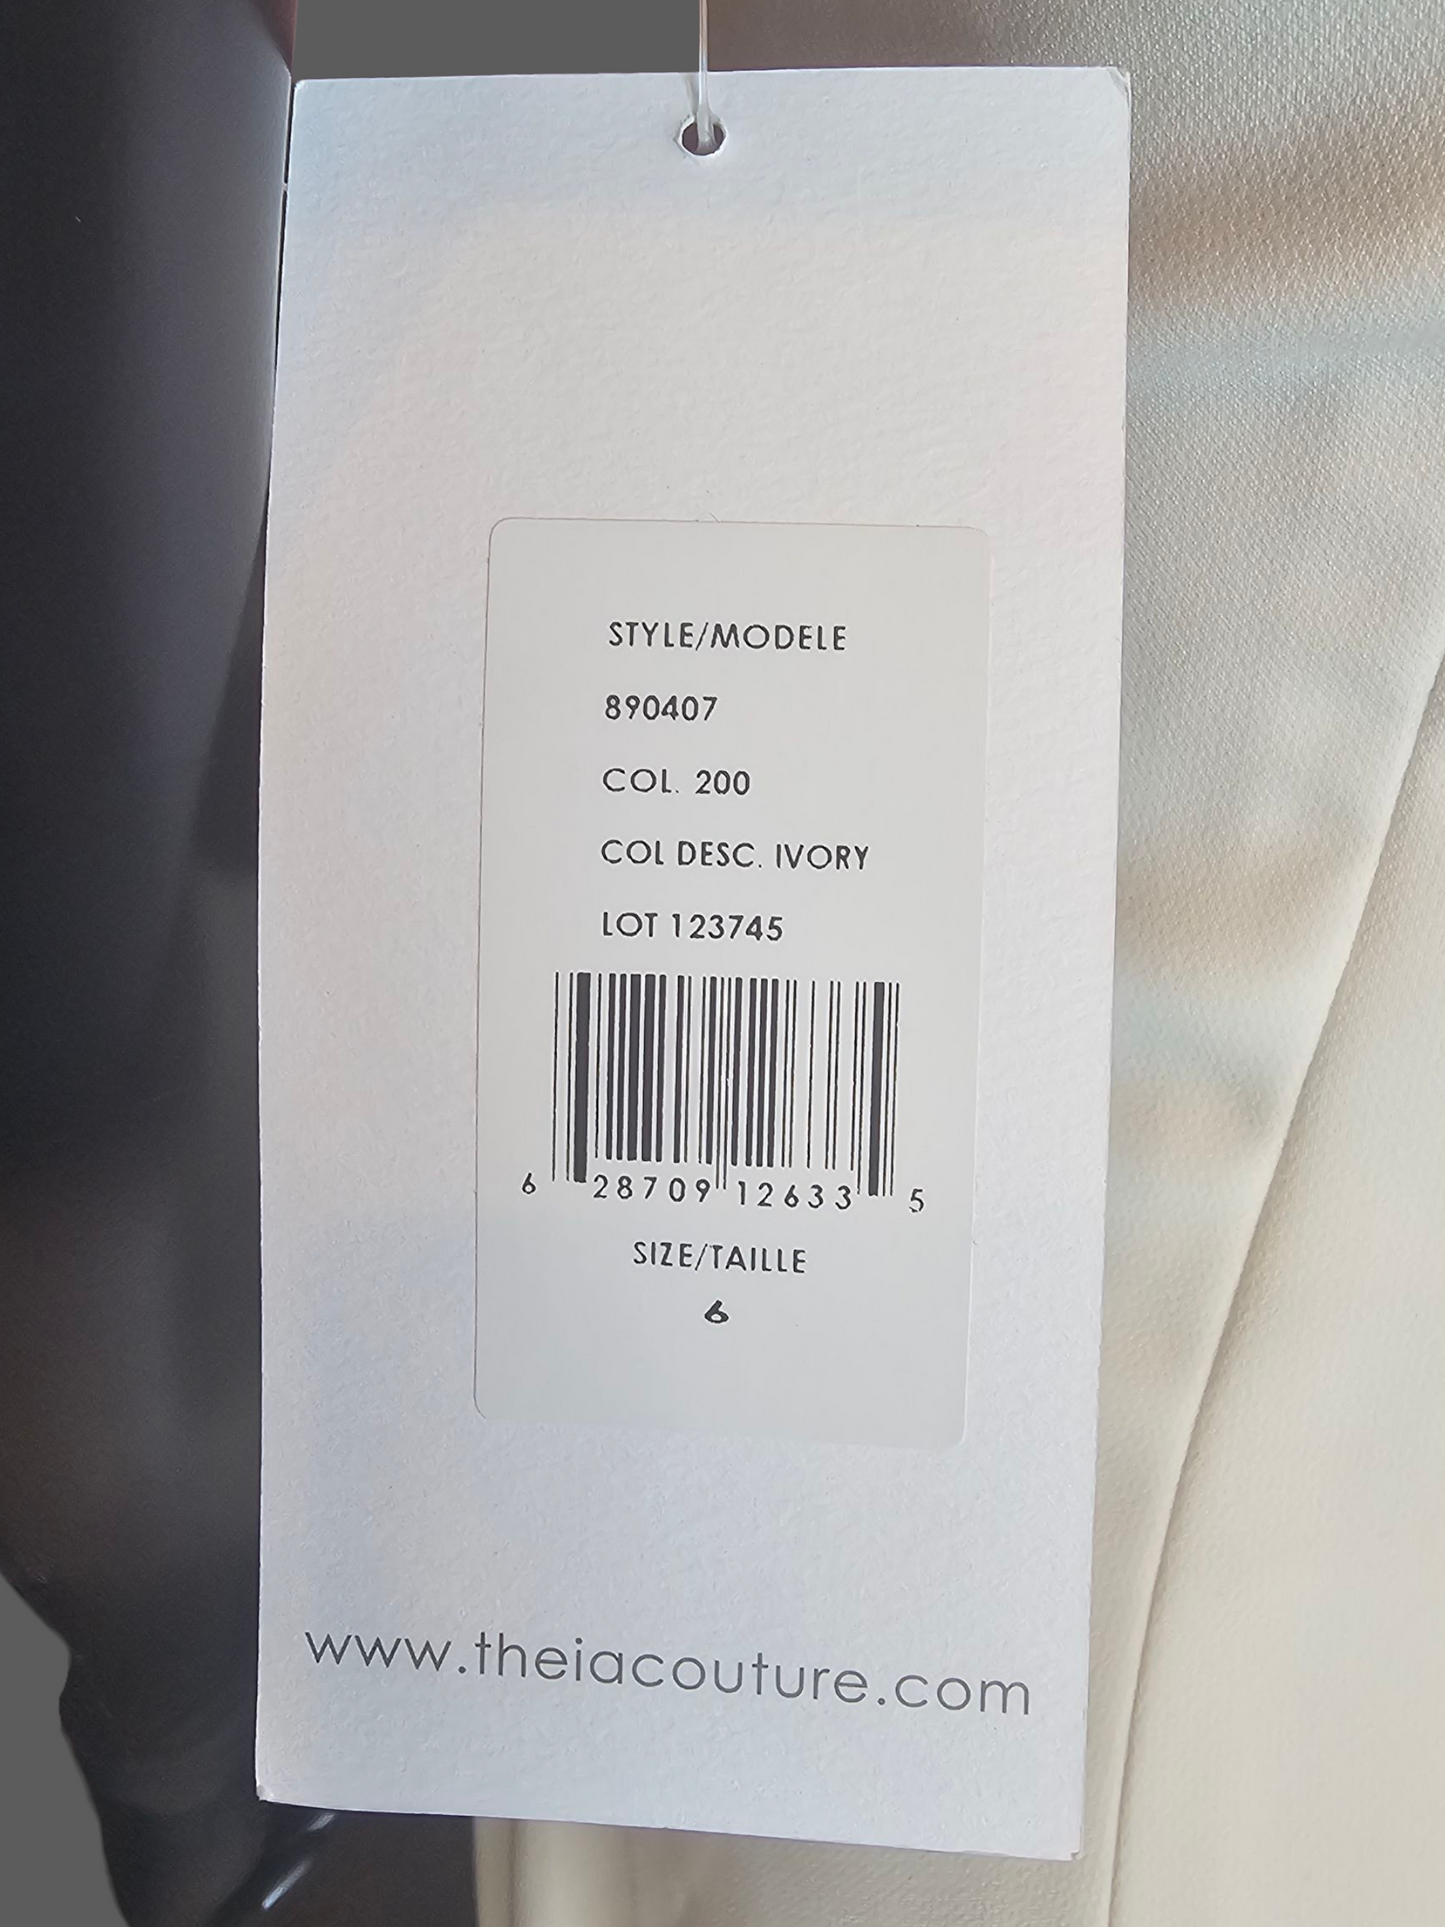 STYLE/MODELE
890407
COL. 200
COL DESC. IVORY
LOT 123745
6 28709 12633 5
SIZE/TAILLE
6
www.theiacouture.com